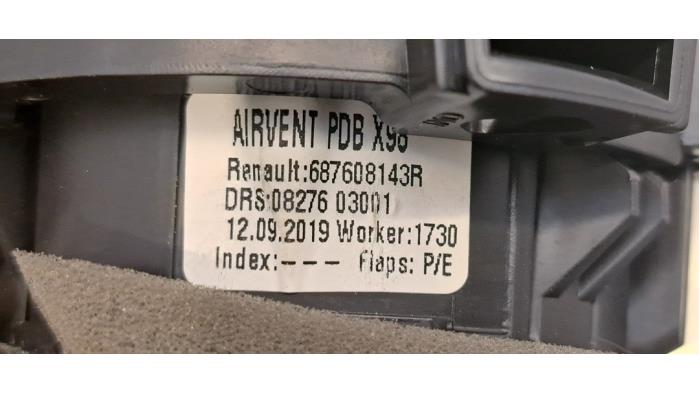 AIRVENT PDB X98
Renault:687608143R
DRS:08276 03001
12.09.2019 Worker:1730
Index:--- flaps: P/E